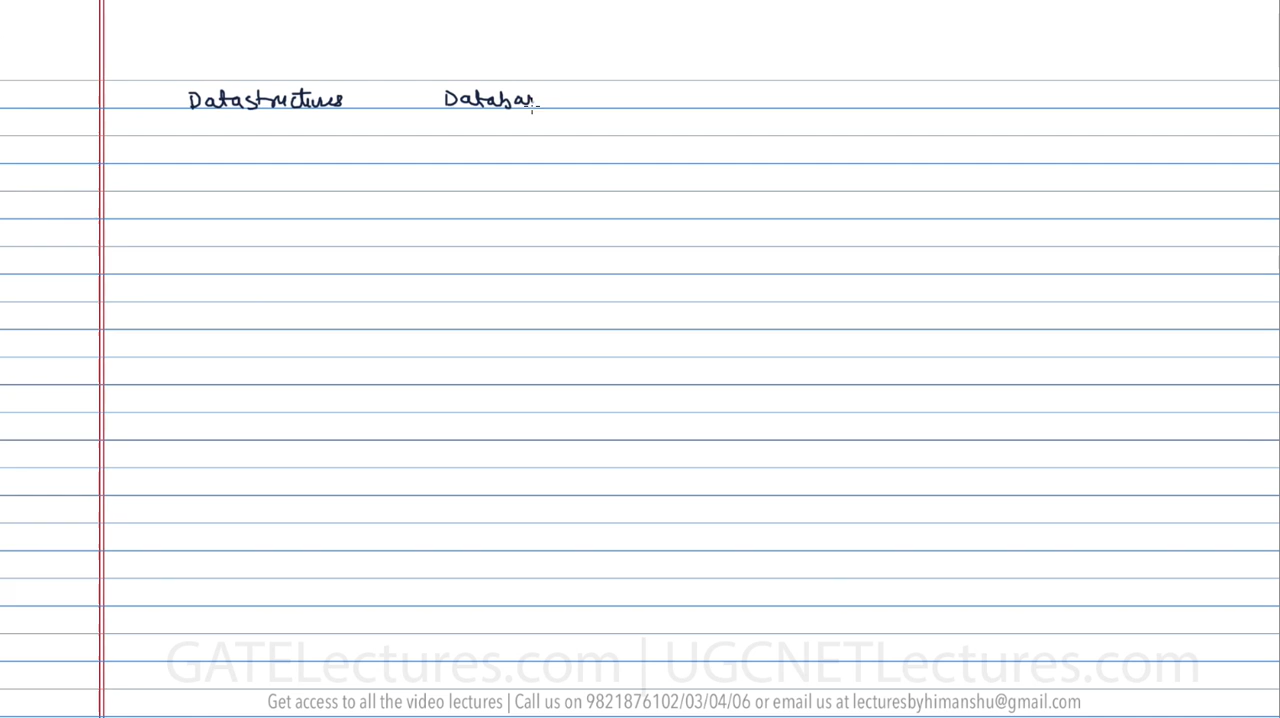 Datastructures Databas
GATELectures.com | UGCNETLectures.com
Get access to all the video lectures | Call us on 9821876102/03/04/06 or email us at lecturesbyhimanshu@gmail.com